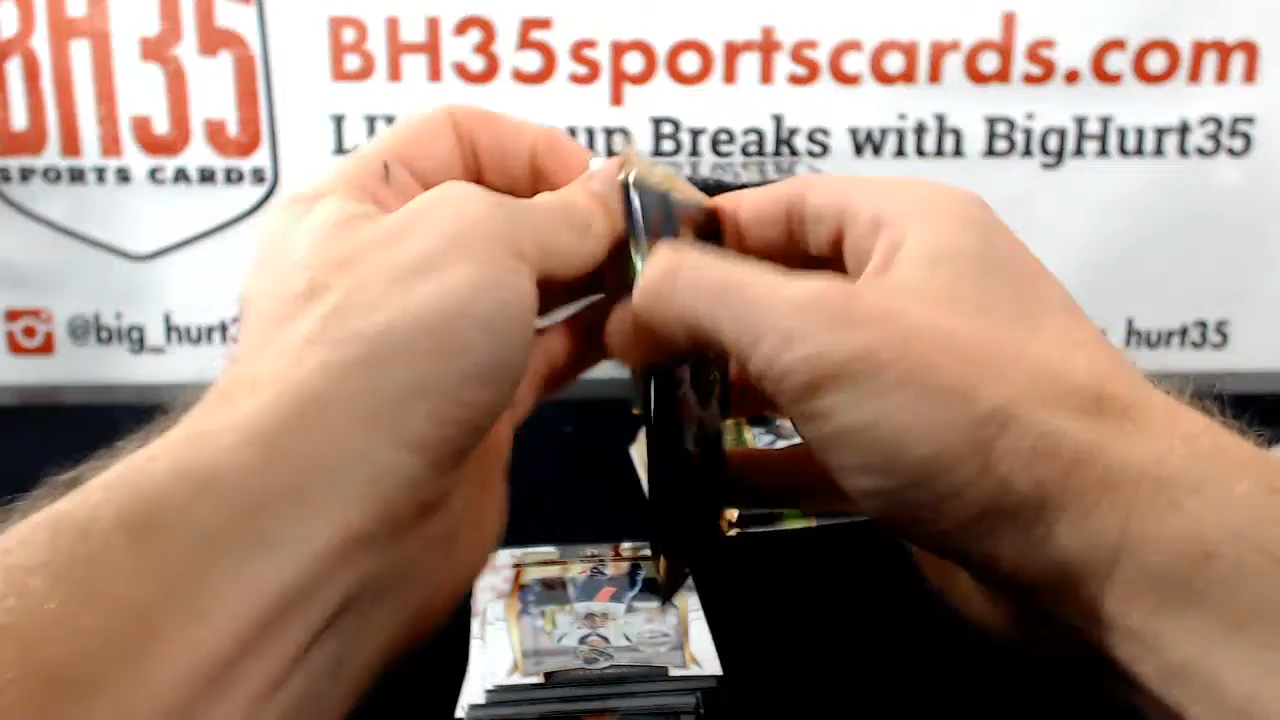 BH35
SPORTS CARDS
BH35sportscards.com
Breaks with BigHurt35
@big_hurt3
hurt35